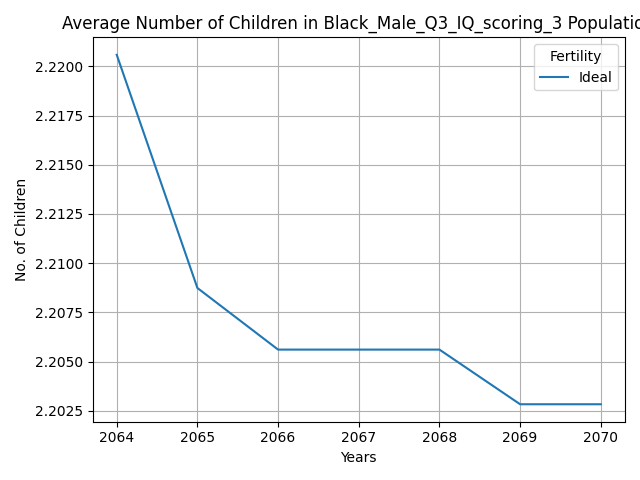 Average Number of Children in Black_Male_Q3_IQ_scoring_3 Populatio
Fertility
Ideal
2.2200
2.2175
2.2150
2.2125
2.2100
2.2075
2.2050
2.2025
No. of Children
2064 2065 2066 2067 2068 2069 2070
Years